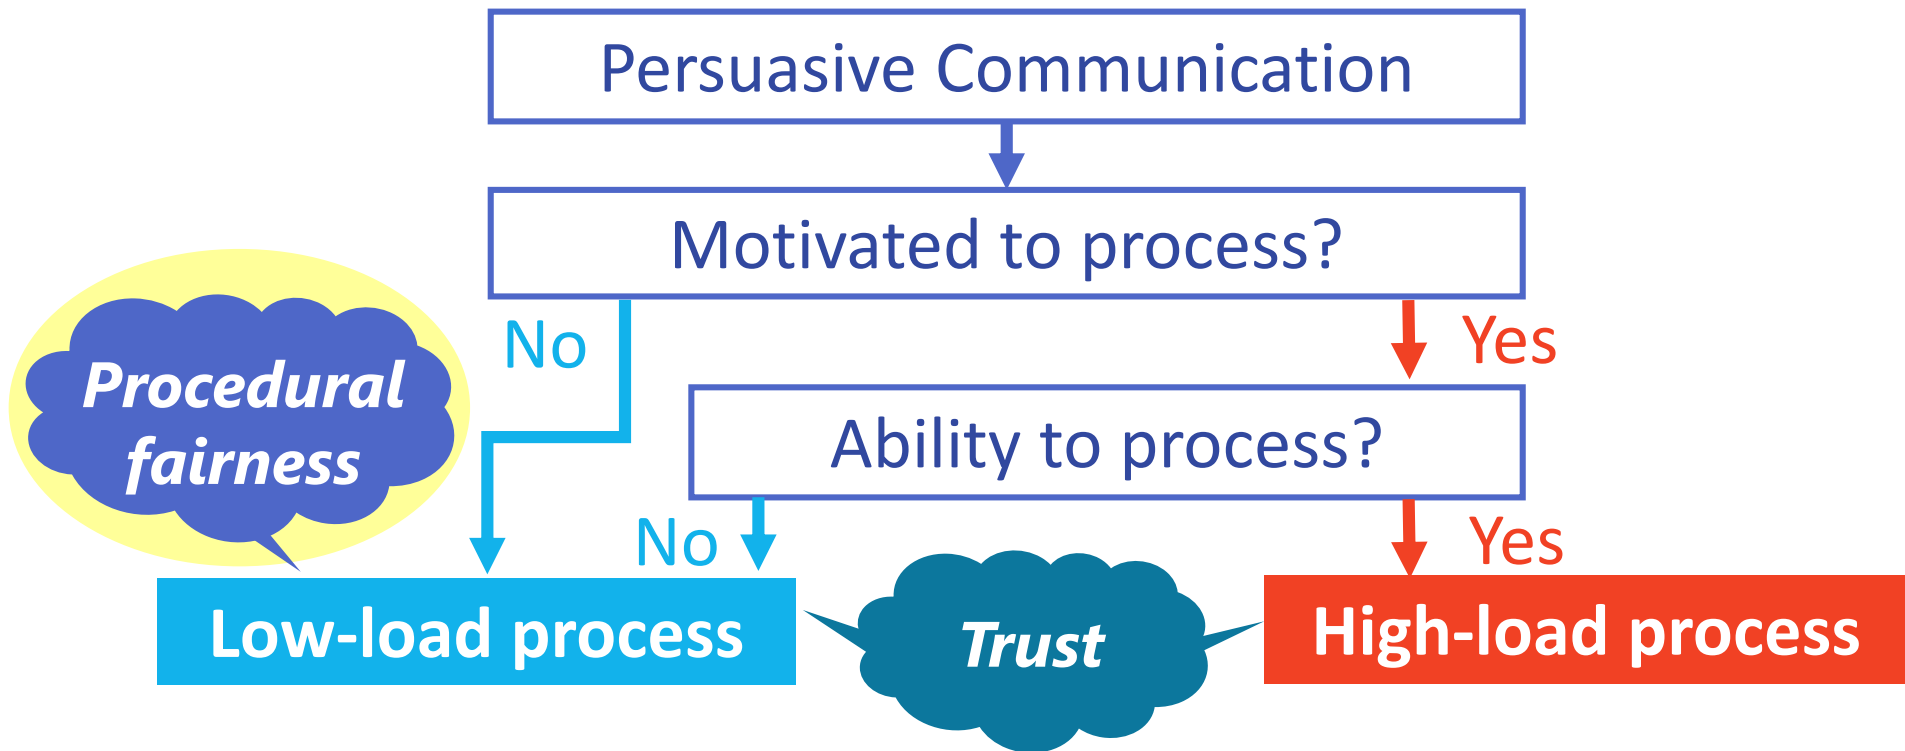 Persuasive Communication
Motivated to process?
No
Yes
Procedural
fairness
Ability to process?
No
Yes
Low-load process
Trust
High-load process